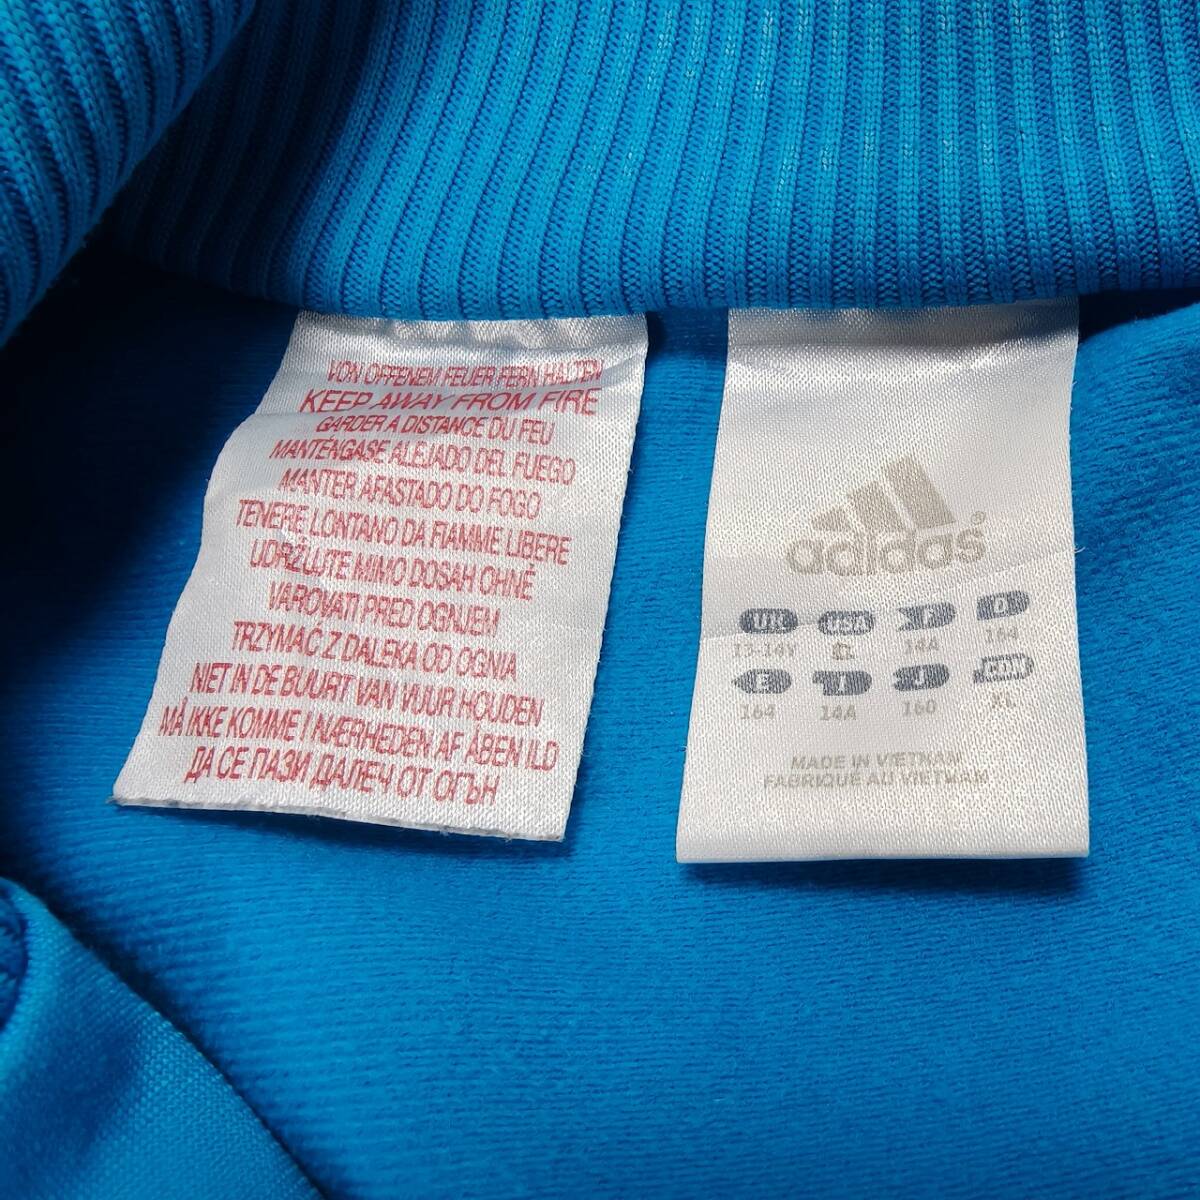 VON OFFENEM FEUER FERN HALTEN
KEEP AWAY FROM FIRE
GARDER A DISTANCE DU FEU
MANTÉNGASE ALEJADO DEL FUEGO
MANTER AFASTADO DO FOGO
TENERE LONTANO DA FIAMME LIBERE
UDRŽUJTE MIMO DOSAH OHNĚ
VAROVATI PRED OGNJEM
TRZYMAĆ Z DALEKA OD OGNIA
NIET IN DE BUURT VAN VUUR HOUDEN
MÅ IKKE KOMME I NÆRHEDEN AF ÅBEN ILD
ДА СЕ ПАЗИ ДАЛЕЧ ОТ ОГЪН
adidas®
UK USA F D
13-14Y 14A 164
E I J CDN
164 14A 160 XL
MADE IN VIETNAM
FABRIQUÉ AU VIETNAM